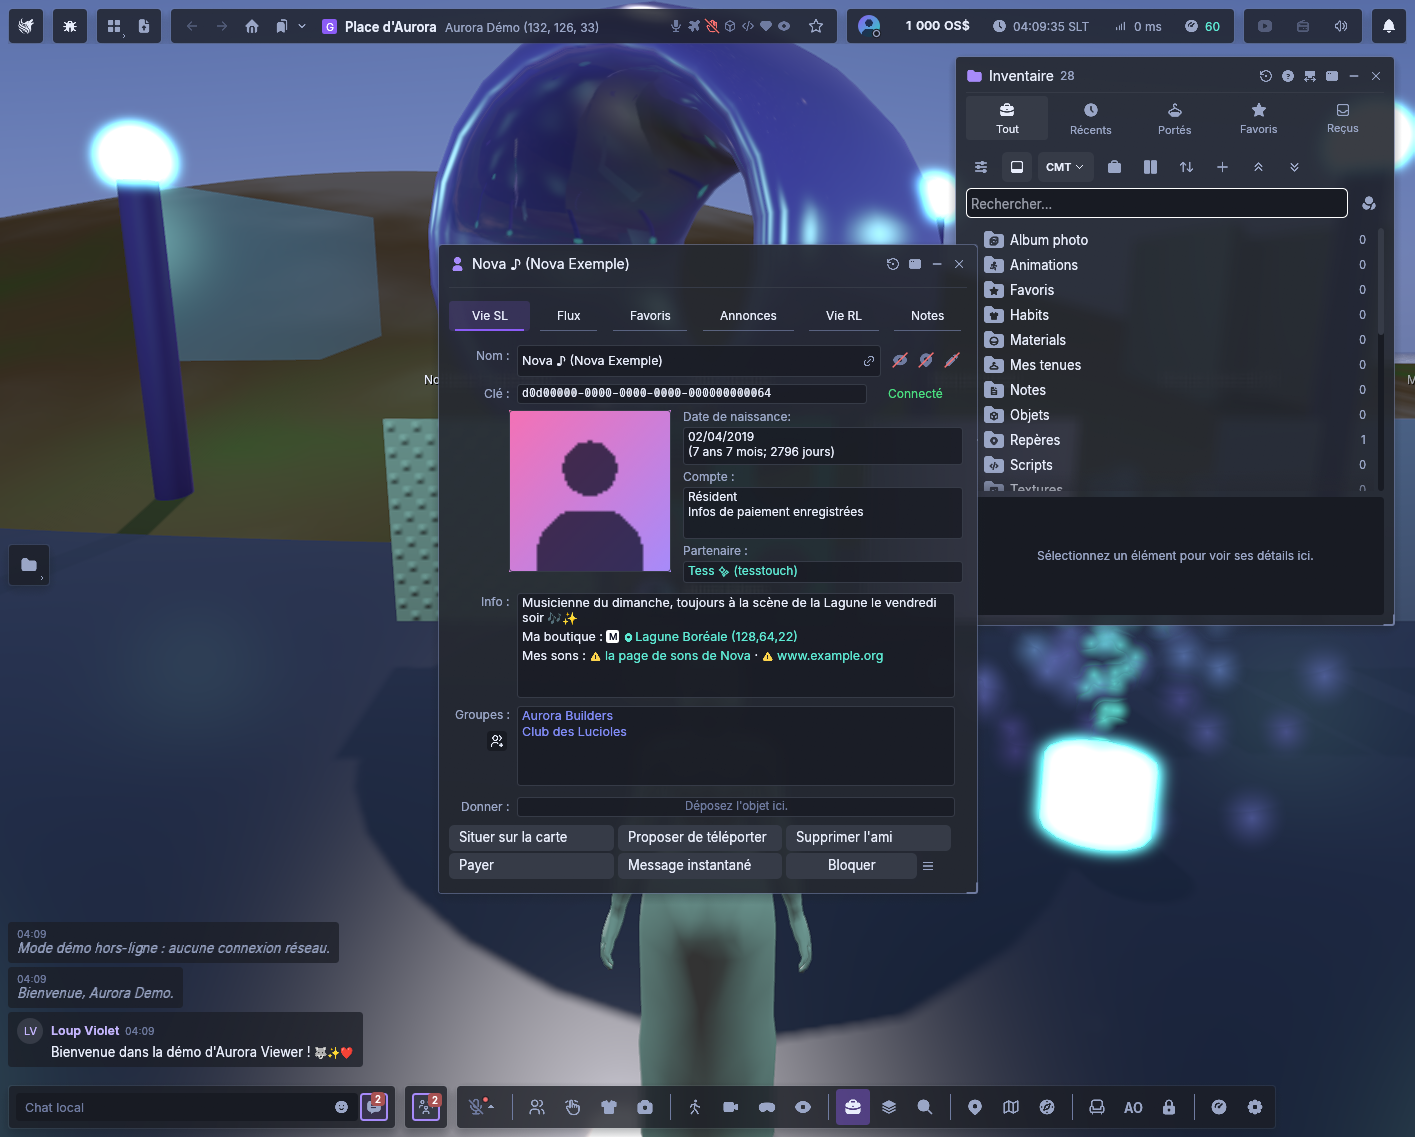 G Place d'Aurora Aurora Démo (132, 126, 33)
1 000 OS$ 04:09:35 SLT 0 ms 60
Inventaire 28
Tout Récents Portés Favoris Reçus
CMT
Rechercher...
Album photo 0
Animations 0
Favoris 0
Habits 0
Materials 0
Mes tenues 0
Notes 0
Objets 0
Repères 1
Scripts 0
Textures 0
Sélectionnez un élément pour voir ses détails ici.
Nova ♪ (Nova Exemple)
Vie SL Flux Favoris Annonces Vie RL Notes
Nom : Nova ♪ (Nova Exemple)
Clé : d0d00000-0000-0000-0000-000000000064 Connecté
Date de naissance:
02/04/2019
(7 ans 7 mois; 2796 jours)
Compte :
Résident
Infos de paiement enregistrées
Partenaire :
Tess (tesstouch)
Info : Musicienne du dimanche, toujours à la scène de la Lagune le vendredi
soir 🎶✨
Ma boutique : M Lagune Boréale (128,64,22)
Mes sons : ⚠ la page de sons de Nova · ⚠ www.example.org
Groupes : Aurora Builders
Club des Lucioles
Donner : Déposez l'objet ici.
Situer sur la carte Proposer de téléporter Supprimer l'ami
Payer Message instantané Bloquer
04:09
Mode démo hors-ligne : aucune connexion réseau.
04:09
Bienvenue, Aurora Demo.
LV Loup Violet 04:09
Bienvenue dans la démo d'Aurora Viewer ! 🐺✨❤️
Chat local 2 2 AO